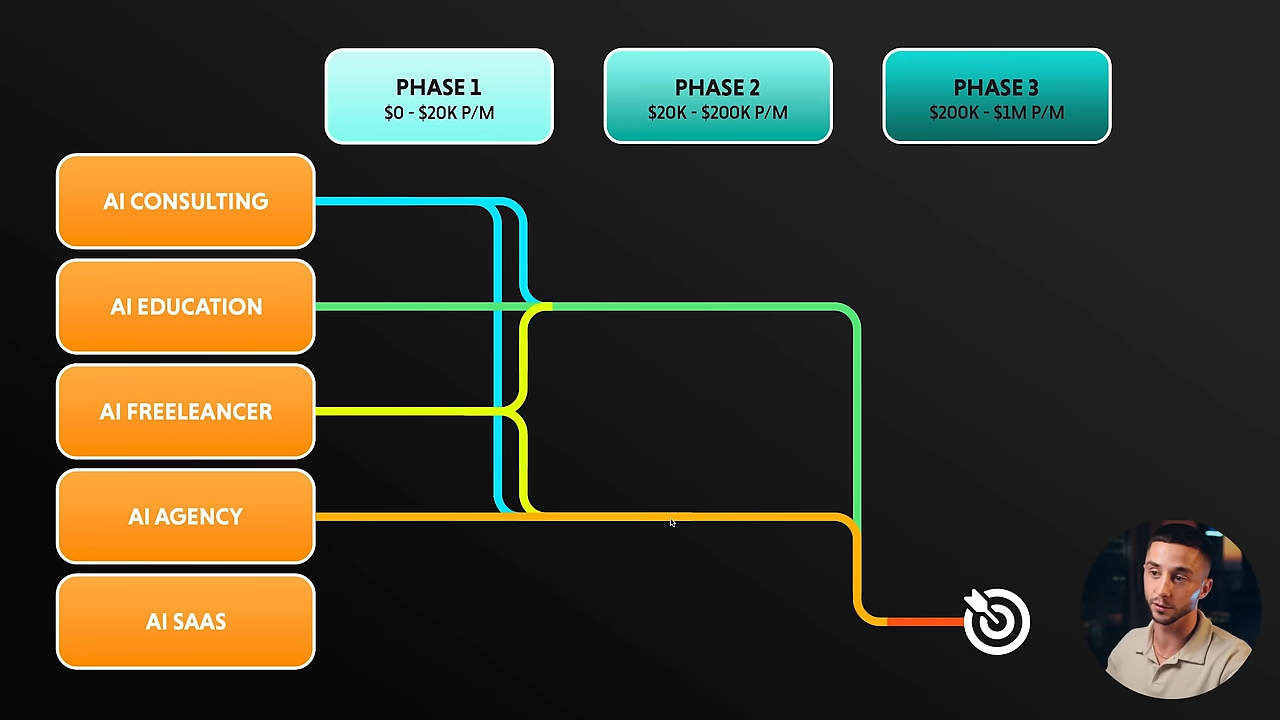 PHASE 1
$0 - $20K P/M
PHASE 2
$20K - $200K P/M
PHASE 3
$200K - $1M P/M
AI CONSULTING
AI EDUCATION
AI FREELEANCER
AI AGENCY
AI SAAS